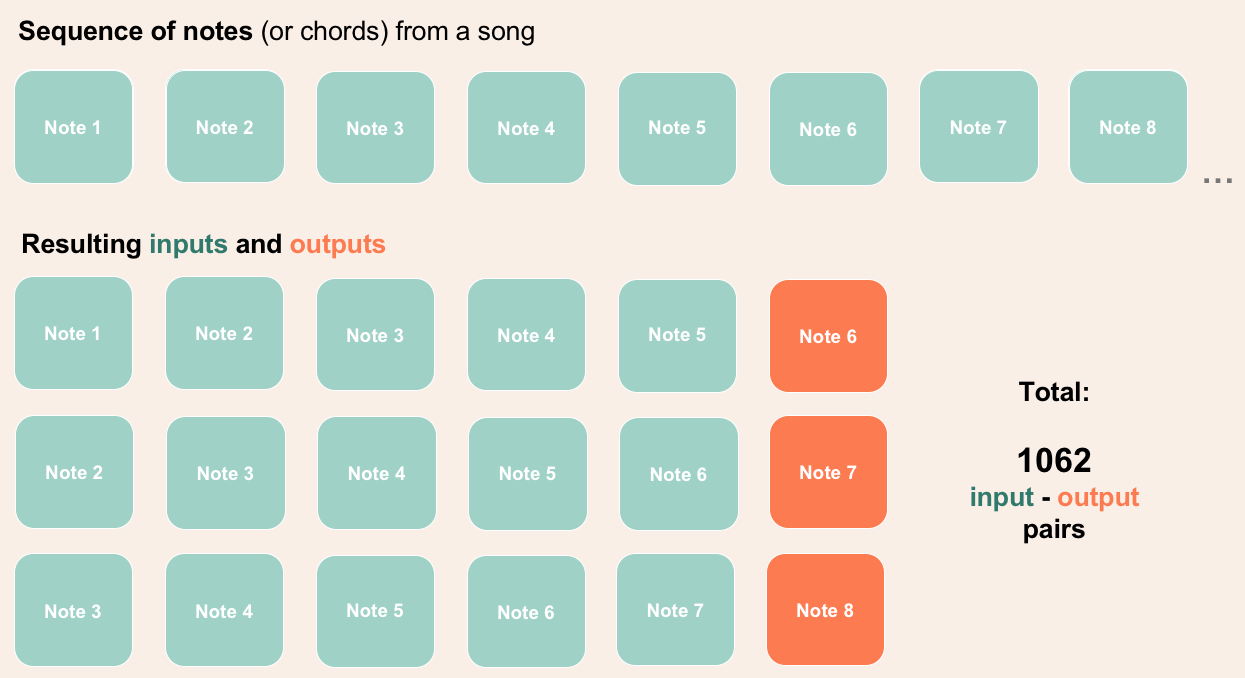 Sequence of notes (or chords) from a song
Note 1 Note 2 Note 3 Note 4 Note 5 Note 6 Note 7 Note 8 ...
Resulting inputs and outputs
Note 1 Note 2 Note 3 Note 4 Note 5 Note 6
Note 2 Note 3 Note 4 Note 5 Note 6 Note 7
Note 3 Note 4 Note 5 Note 6 Note 7 Note 8
Total:
1062
input - output
pairs